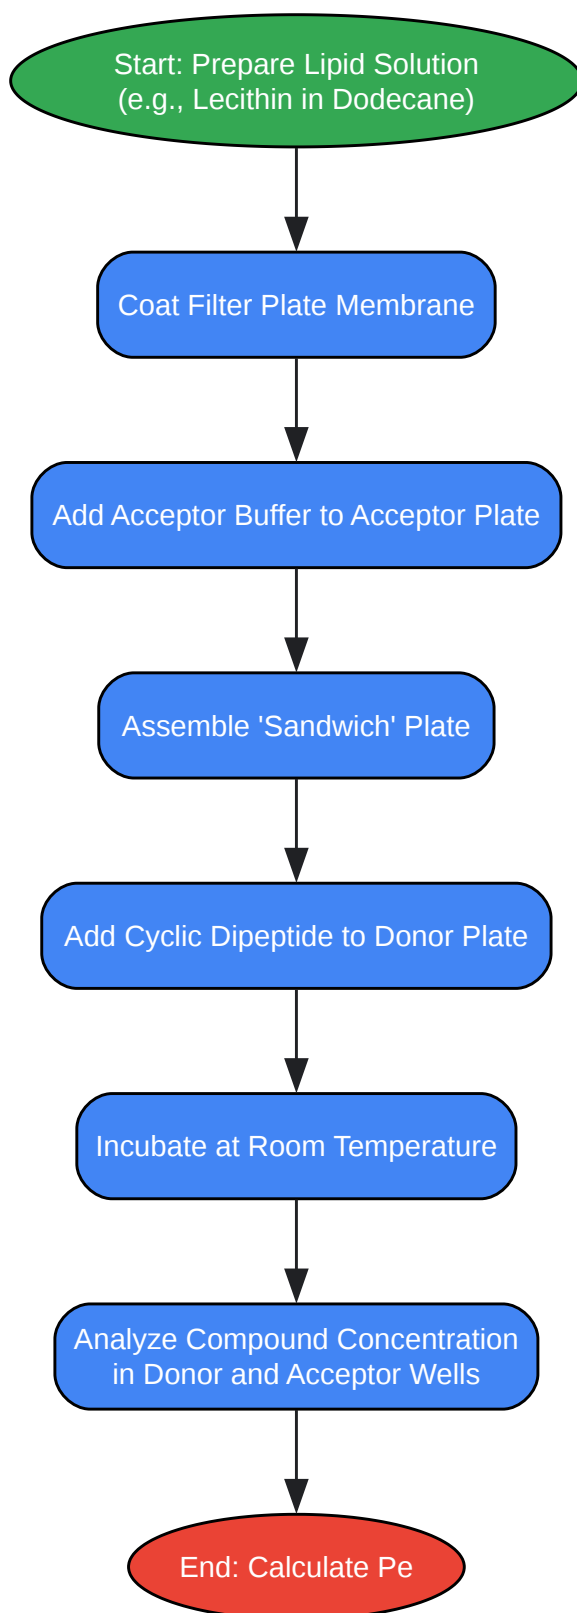 Start: Prepare Lipid Solution
(e.g., Lecithin in Dodecane)
Coat Filter Plate Membrane
Add Acceptor Buffer to Acceptor Plate
Assemble 'Sandwich' Plate
Add Cyclic Dipeptide to Donor Plate
Incubate at Room Temperature
Analyze Compound Concentration
in Donor and Acceptor Wells
End: Calculate Pe